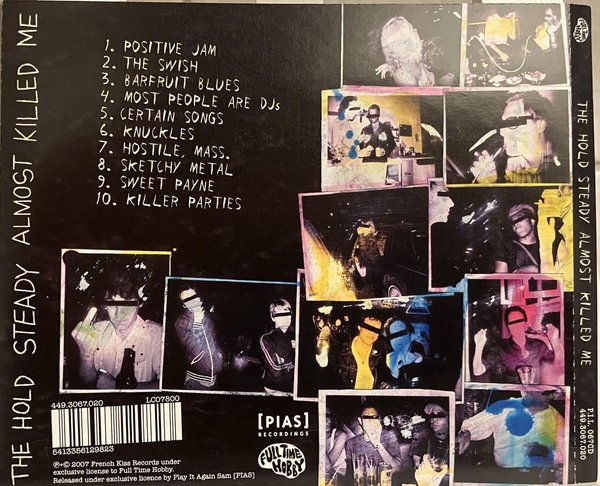 THE HOLD STEADY ALMOST KILLED ME
1. POSITIVE JAM
2. THE SWISH
3. BARFRUIT BLUES
4. MOST PEOPLE ARE DJs
5. CERTAIN SONGS
6. KNUCKLES
7. HOSTILE, MASS.
8. SKETCHY METAL
9. SWEET PAYNE
10. KILLER PARTIES
449.3067.020 LC07800
5413356129823
[PIAS]
RECORDINGS
FULL TIME
HOBBY
℗+© 2007 French Kiss Records under
exclusive license to Full Time Hobby.
Released under exclusive licence by Play It Again Sam [PIAS]
FULL TIME
HOBBY
THE HOLD STEADY ALMOST KILLED ME
P.I.L. 067CD
449.3067.020